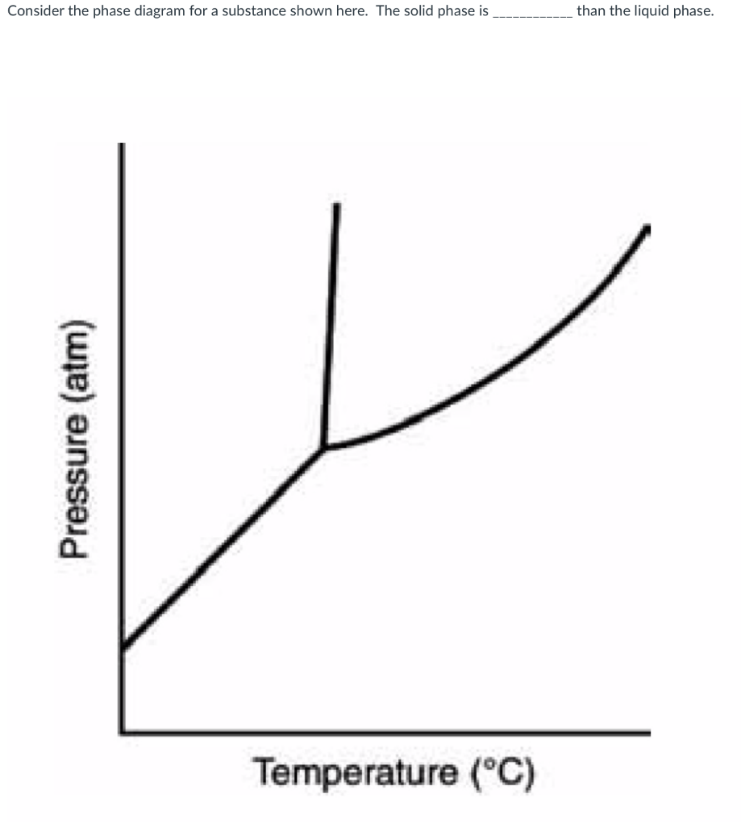 Consider the phase diagram for a substance shown here. The solid phase is ____________ than the liquid phase.
Pressure (atm)
Temperature (°C)